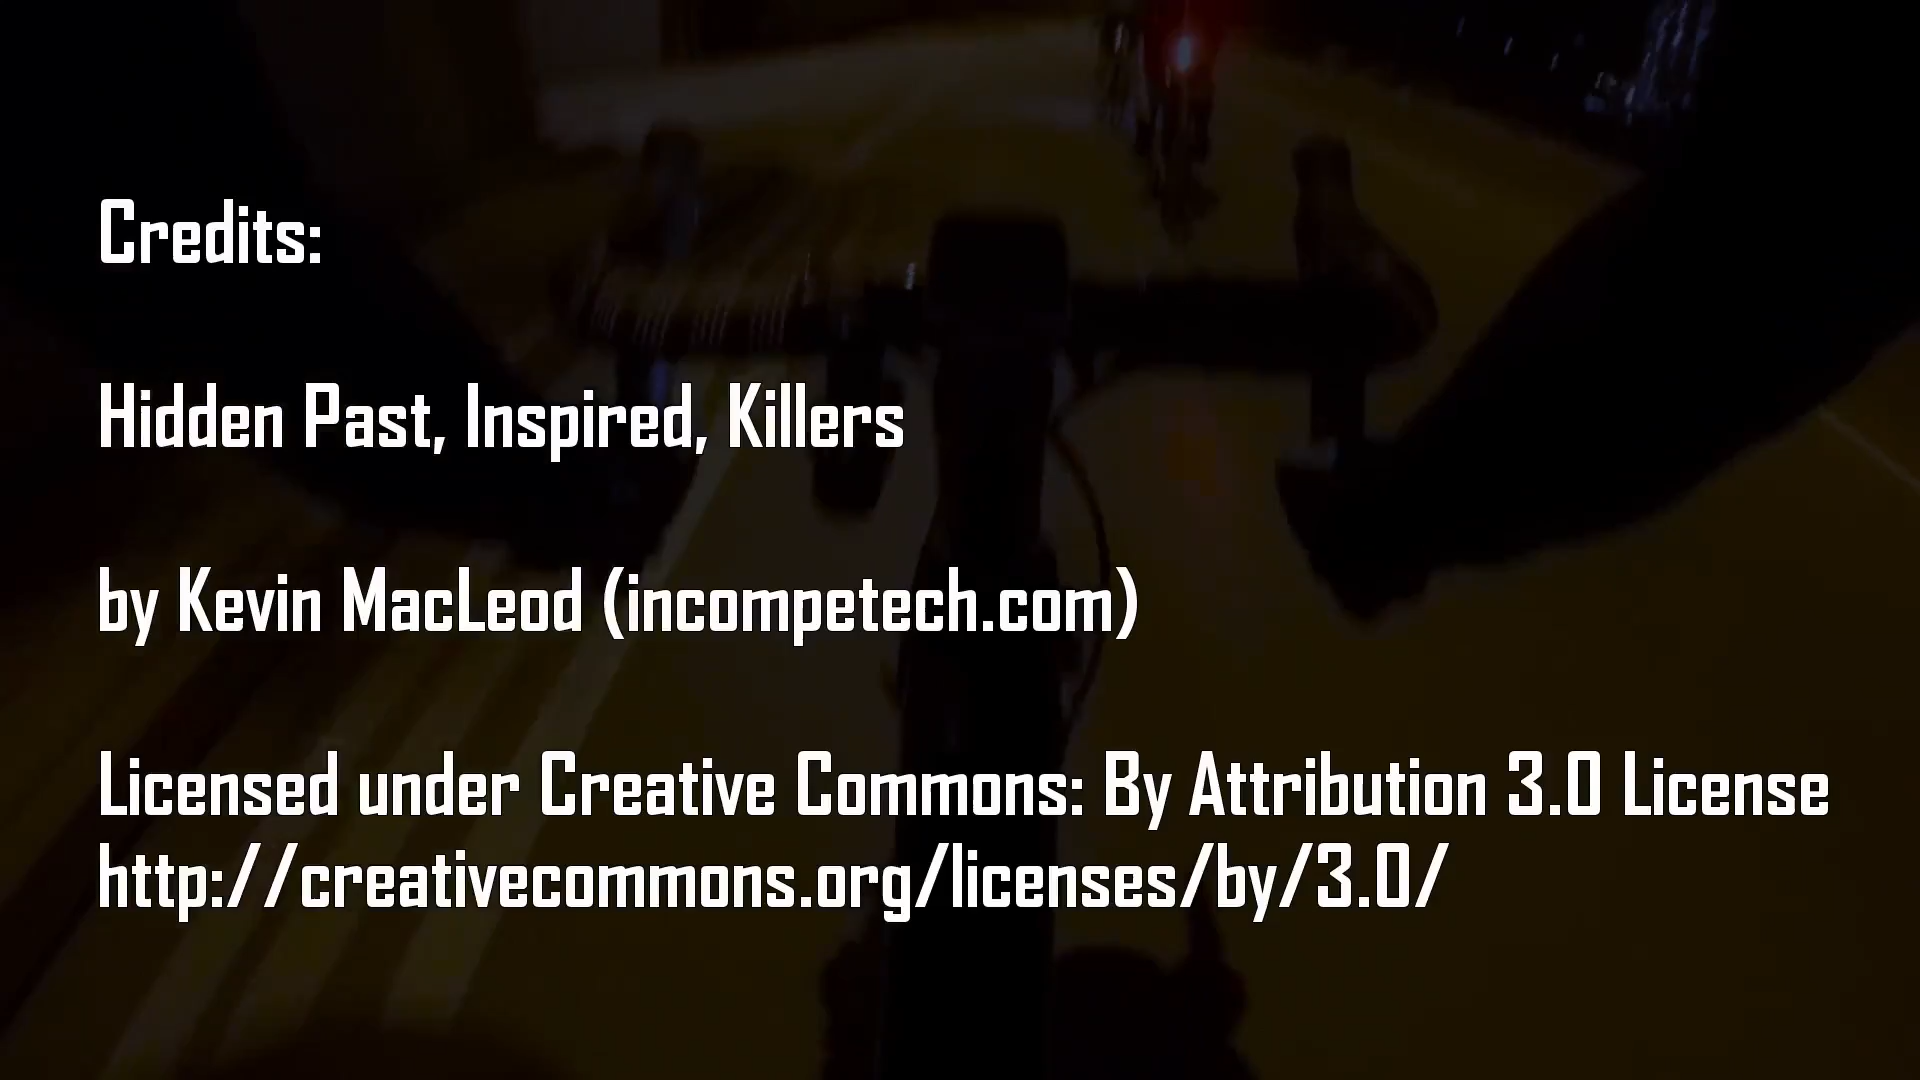 Credits:
Hidden Past, Inspired, Killers
by Kevin MacLeod (incompetech.com)
Licensed under Creative Commons: By Attribution 3.0 License
http://creativecommons.org/licenses/by/3.0/